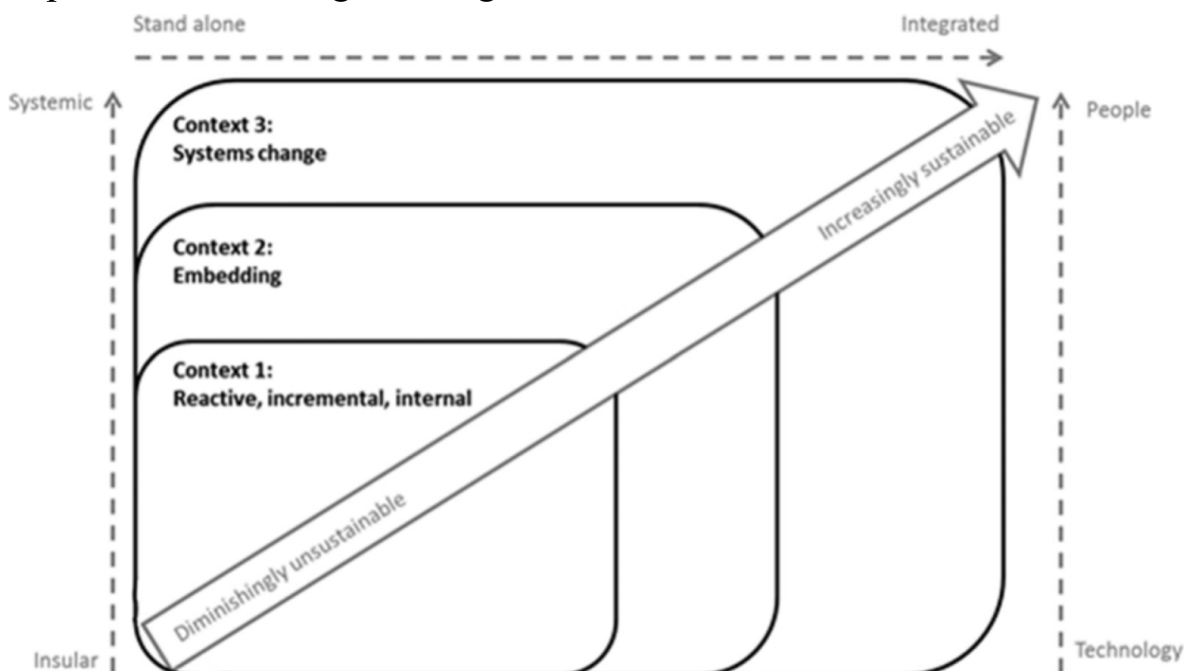 Stand alone
Integrated
Systemic
People
Context 3:
Systems change
Increasingly sustainable
Context 2:
Embedding
Context 1:
Reactive, incremental, internal
Diminishingly unsustainable
Insular
Technology